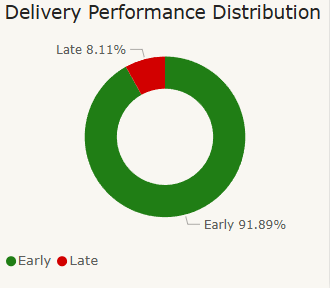 Delivery Performance Distribution
Late 8.11%
Early 91.89%
Early Late